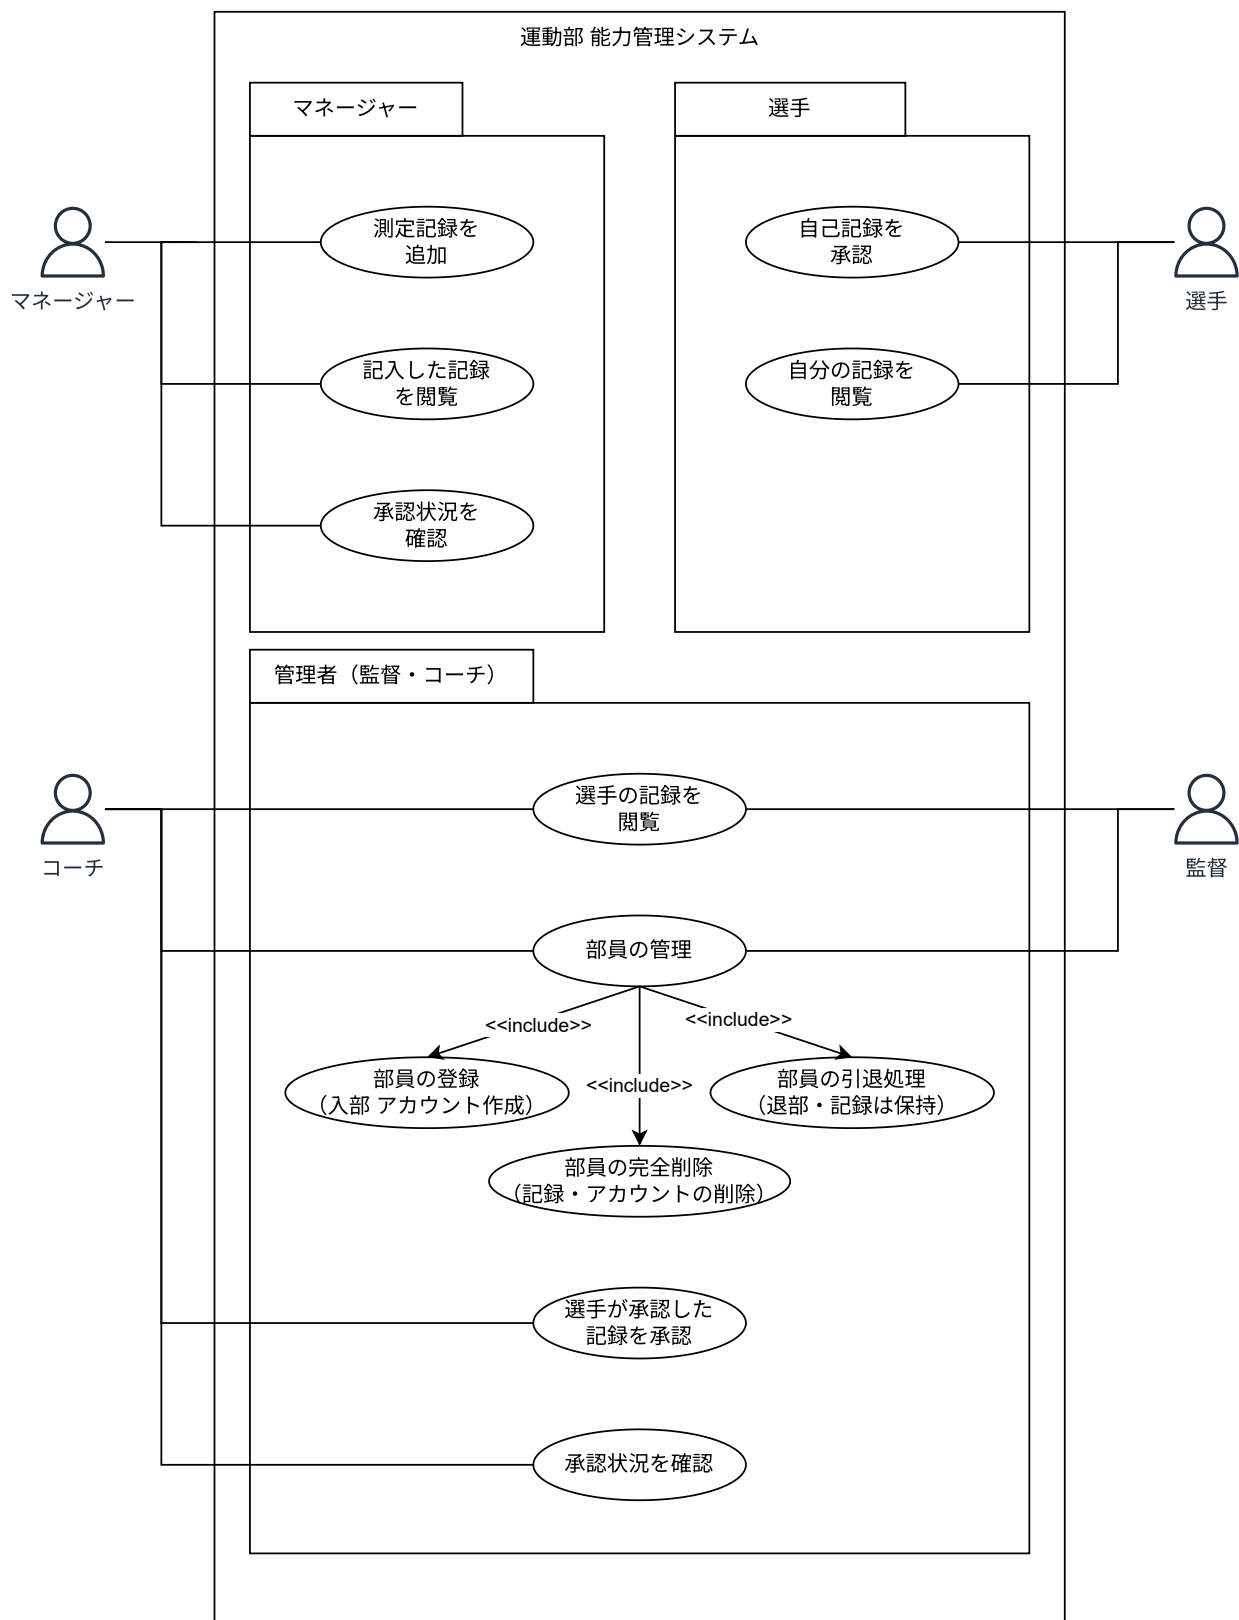 運動部 能力管理システム
マネージャー
選手
測定記録を
追加
自己記録を
承認
マネージャー
選手
記入した記録
を閲覧
自分の記録を
閲覧
承認状況を
確認
管理者（監督・コーチ）
選手の記録を
閲覧
コーチ
監督
部員の管理
<<include>>
<<include>>
<<include>>
部員の登録
（入部 アカウント作成）
部員の引退処理
（退部・記録は保持）
部員の完全削除
（記録・アカウントの削除）
選手が承認した
記録を承認
承認状況を確認